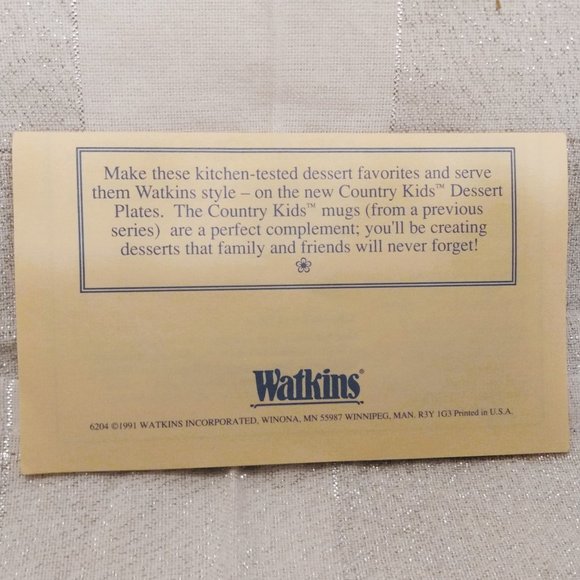 Make these kitchen-tested dessert favorites and serve
them Watkins style – on the new Country Kids™ Dessert
Plates. The Country Kids™ mugs (from a previous
series) are a perfect complement; you'll be creating
desserts that family and friends will never forget!
Watkins®
6204 ©1991 WATKINS INCORPORATED, WINONA, MN 55987 WINNIPEG, MAN. R3Y 1G3 Printed in U.S.A.